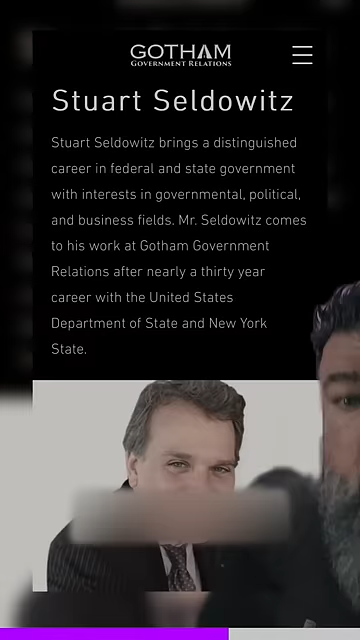 GOTHAM
GOVERNMENT RELATIONS
Stuart Seldowitz
Stuart Seldowitz brings a distinguished
career in federal and state government
with interests in governmental, political,
and business fields. Mr. Seldowitz comes
to his work at Gotham Government
Relations after nearly a thirty year
career with the United States
Department of State and New York
State.